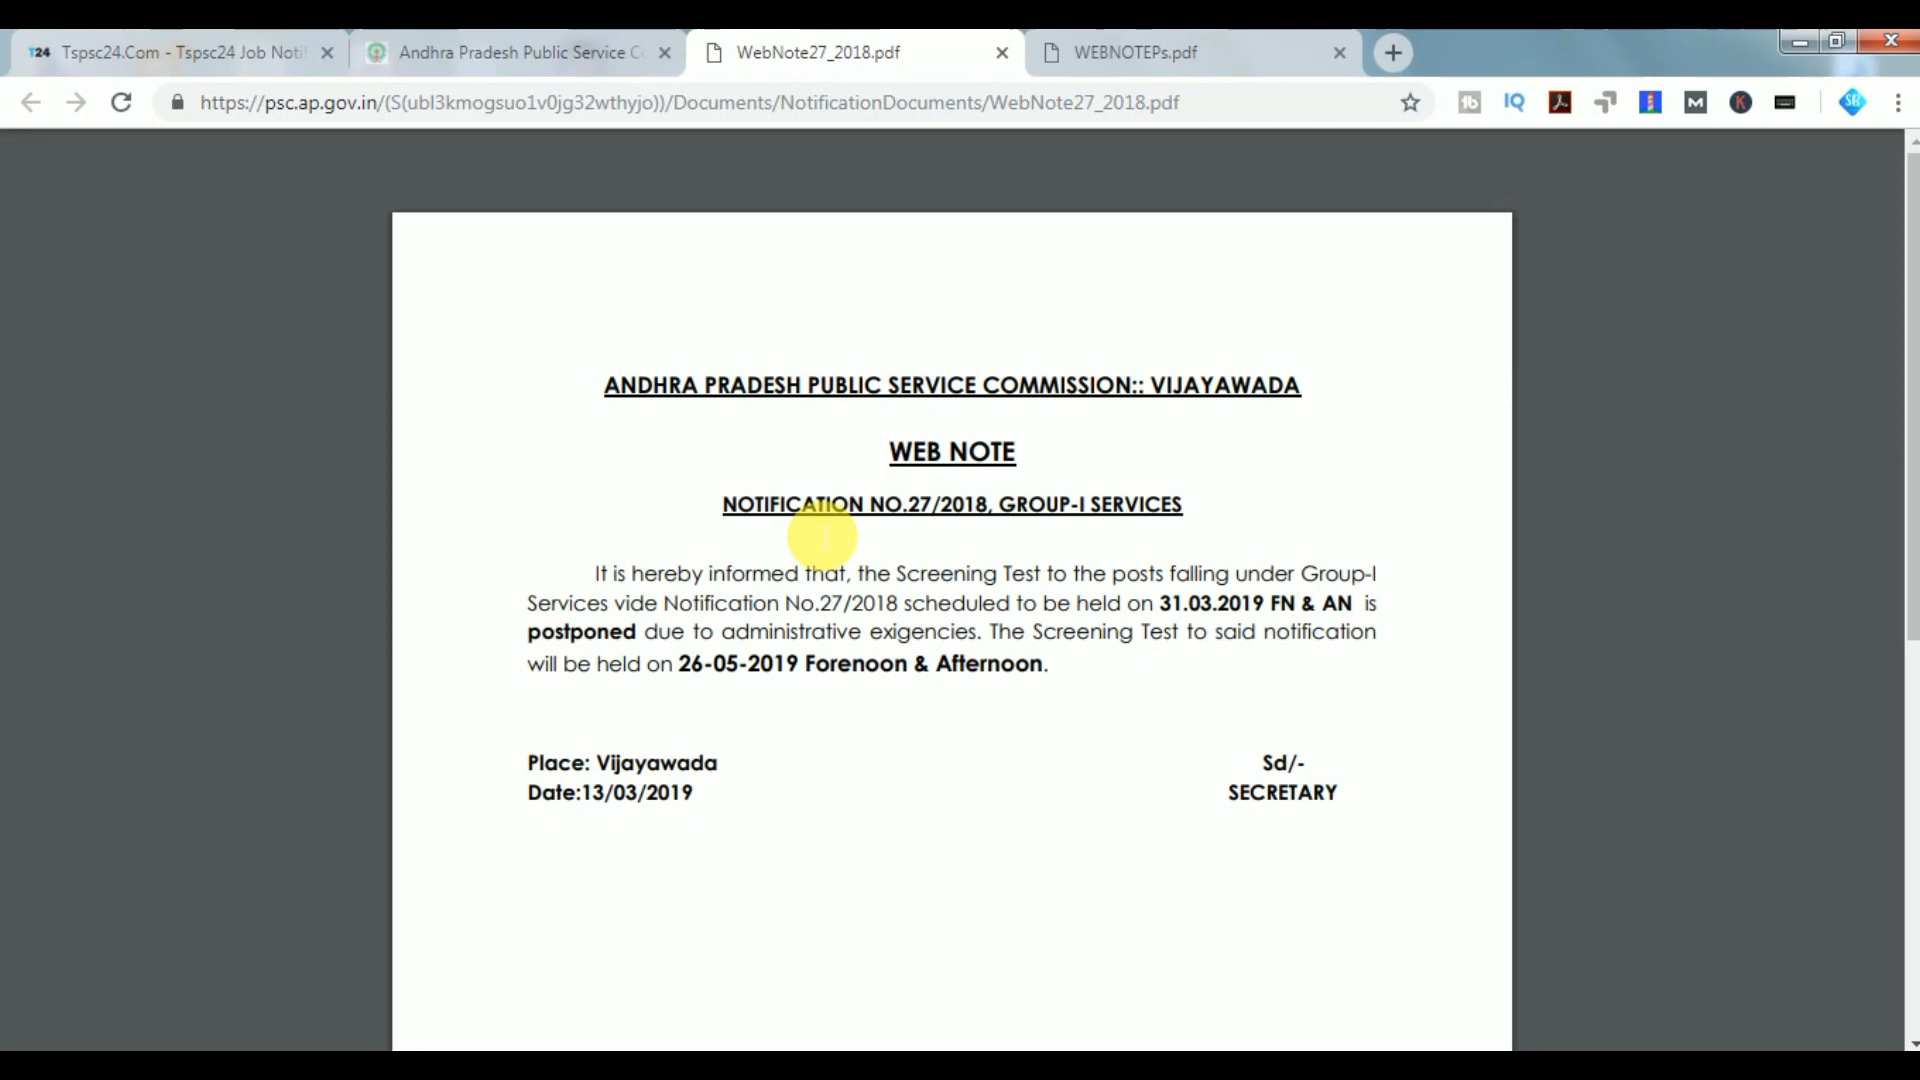 T24 Tspsc24.Com - Tspsc24 Job Notif
Andhra Pradesh Public Service C
WebNote27_2018.pdf
WEBNOTEPs.pdf
https://psc.ap.gov.in/(S(ubl3kmogsuo1v0jg32wthyjo))/Documents/NotificationDocuments/WebNote27_2018.pdf
ANDHRA PRADESH PUBLIC SERVICE COMMISSION:: VIJAYAWADA
WEB NOTE
NOTIFICATION NO.27/2018, GROUP-I SERVICES
It is hereby informed that, the Screening Test to the posts falling under Group-I
Services vide Notification No.27/2018 scheduled to be held on 31.03.2019 FN & AN is
postponed due to administrative exigencies. The Screening Test to said notification
will be held on 26-05-2019 Forenoon & Afternoon.
Place: Vijayawada
Sd/-
Date:13/03/2019
SECRETARY